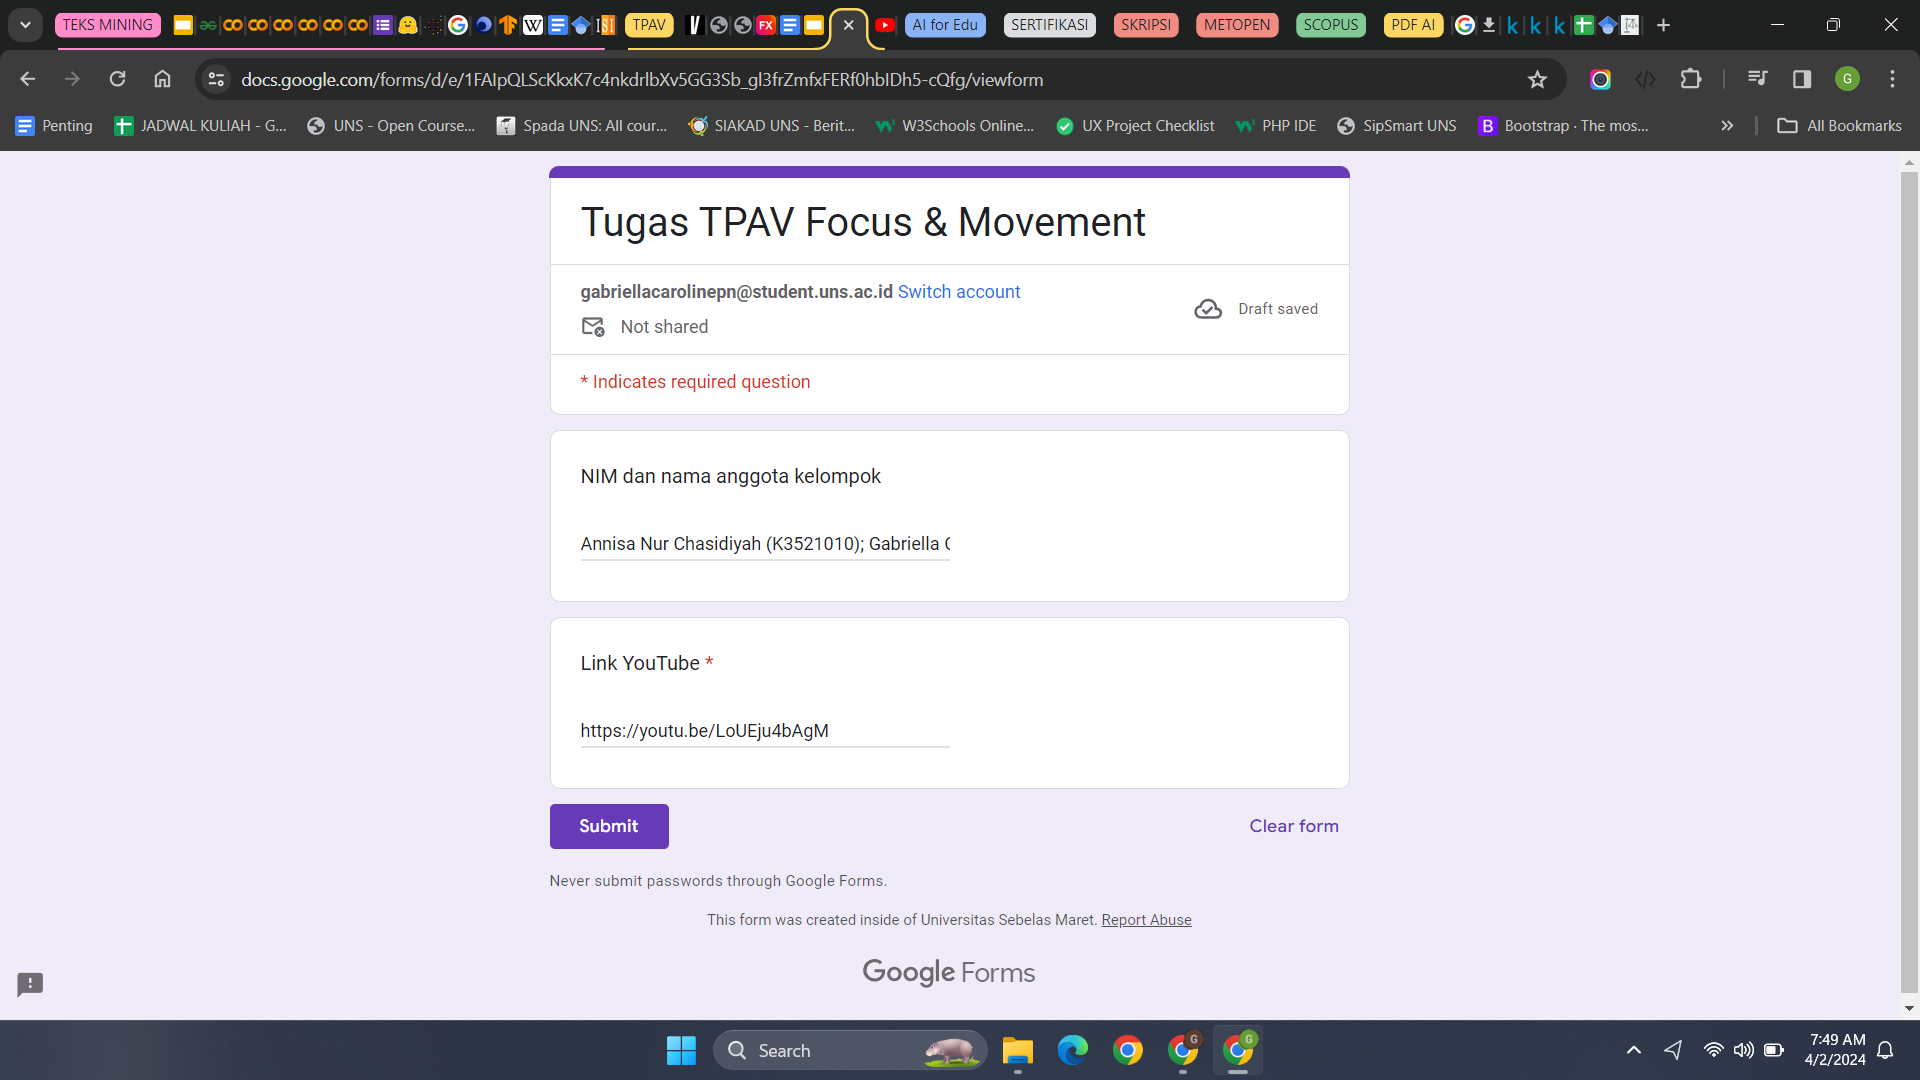 TEKS MINING
TPAV
AI for Edu
SERTIFIKASI
SKRIPSI
METOPEN
SCOPUS
PDF AI
docs.google.com/forms/d/e/1FAIpQLScKkxK7c4nkdrlbXv5GG3Sb_gl3frZmfxFERf0hbIDh5-cQfg/viewform
G
Penting
JADWAL KULIAH - G...
UNS - Open Course...
Spada UNS: All cour...
SIAKAD UNS - Berit...
W3Schools Online...
UX Project Checklist
PHP IDE
SipSmart UNS
B
Bootstrap · The mos...
All Bookmarks
Tugas TPAV Focus & Movement
gabriellacarolinepn@student.uns.ac.id Switch account
Not shared
Draft saved
* Indicates required question
NIM dan nama anggota kelompok
Annisa Nur Chasidiyah (K3521010); Gabriella
Link YouTube *
https://youtu.be/LoUEju4bAgM
Submit
Clear form
Never submit passwords through Google Forms.
This form was created inside of Universitas Sebelas Maret. Report Abuse
Google Forms
Search
G
G
7:49 AM
4/2/2024